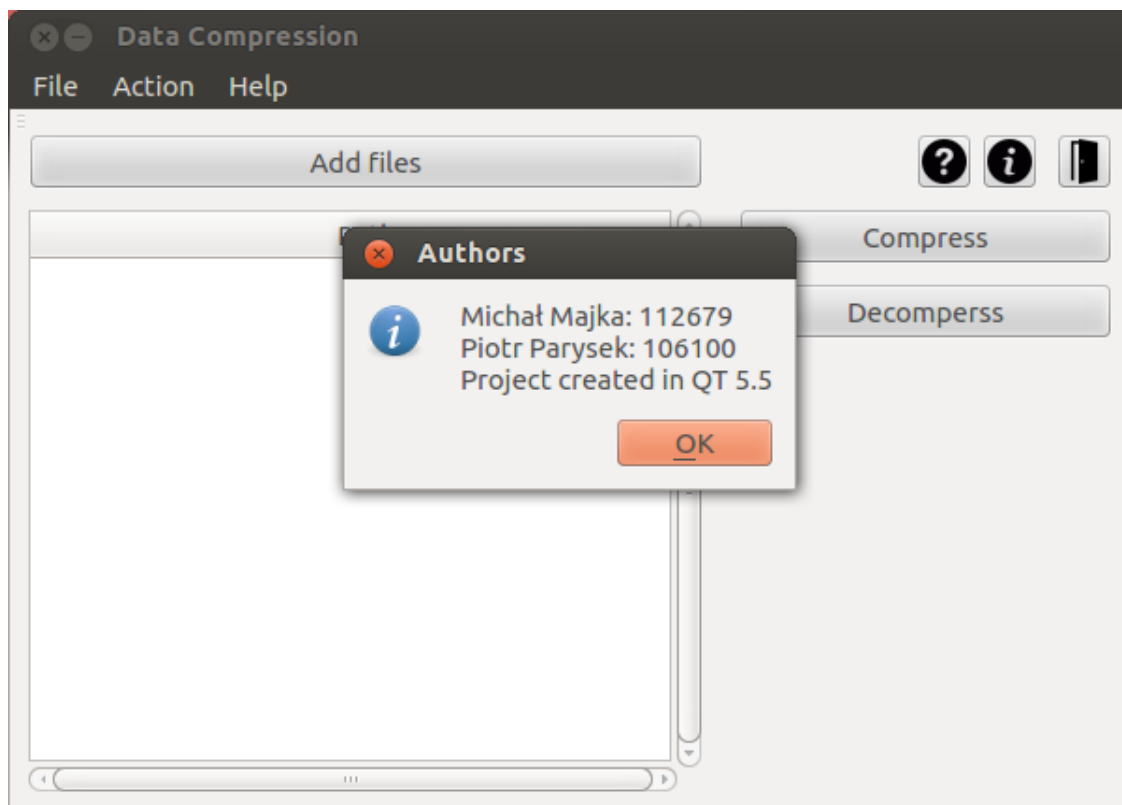 Data Compression
File Action Help
Add files
Compress
Decomperss
Authors
Michał Majka: 112679
Piotr Parysek: 106100
Project created in QT 5.5
OK